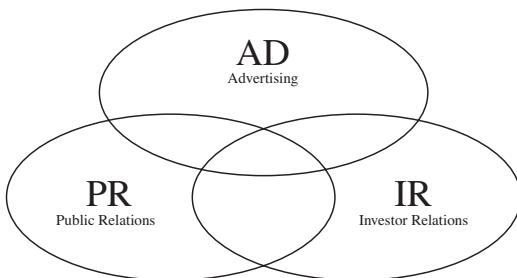 AD
Advertising
PR
Public Relations
IR
Investor Relations